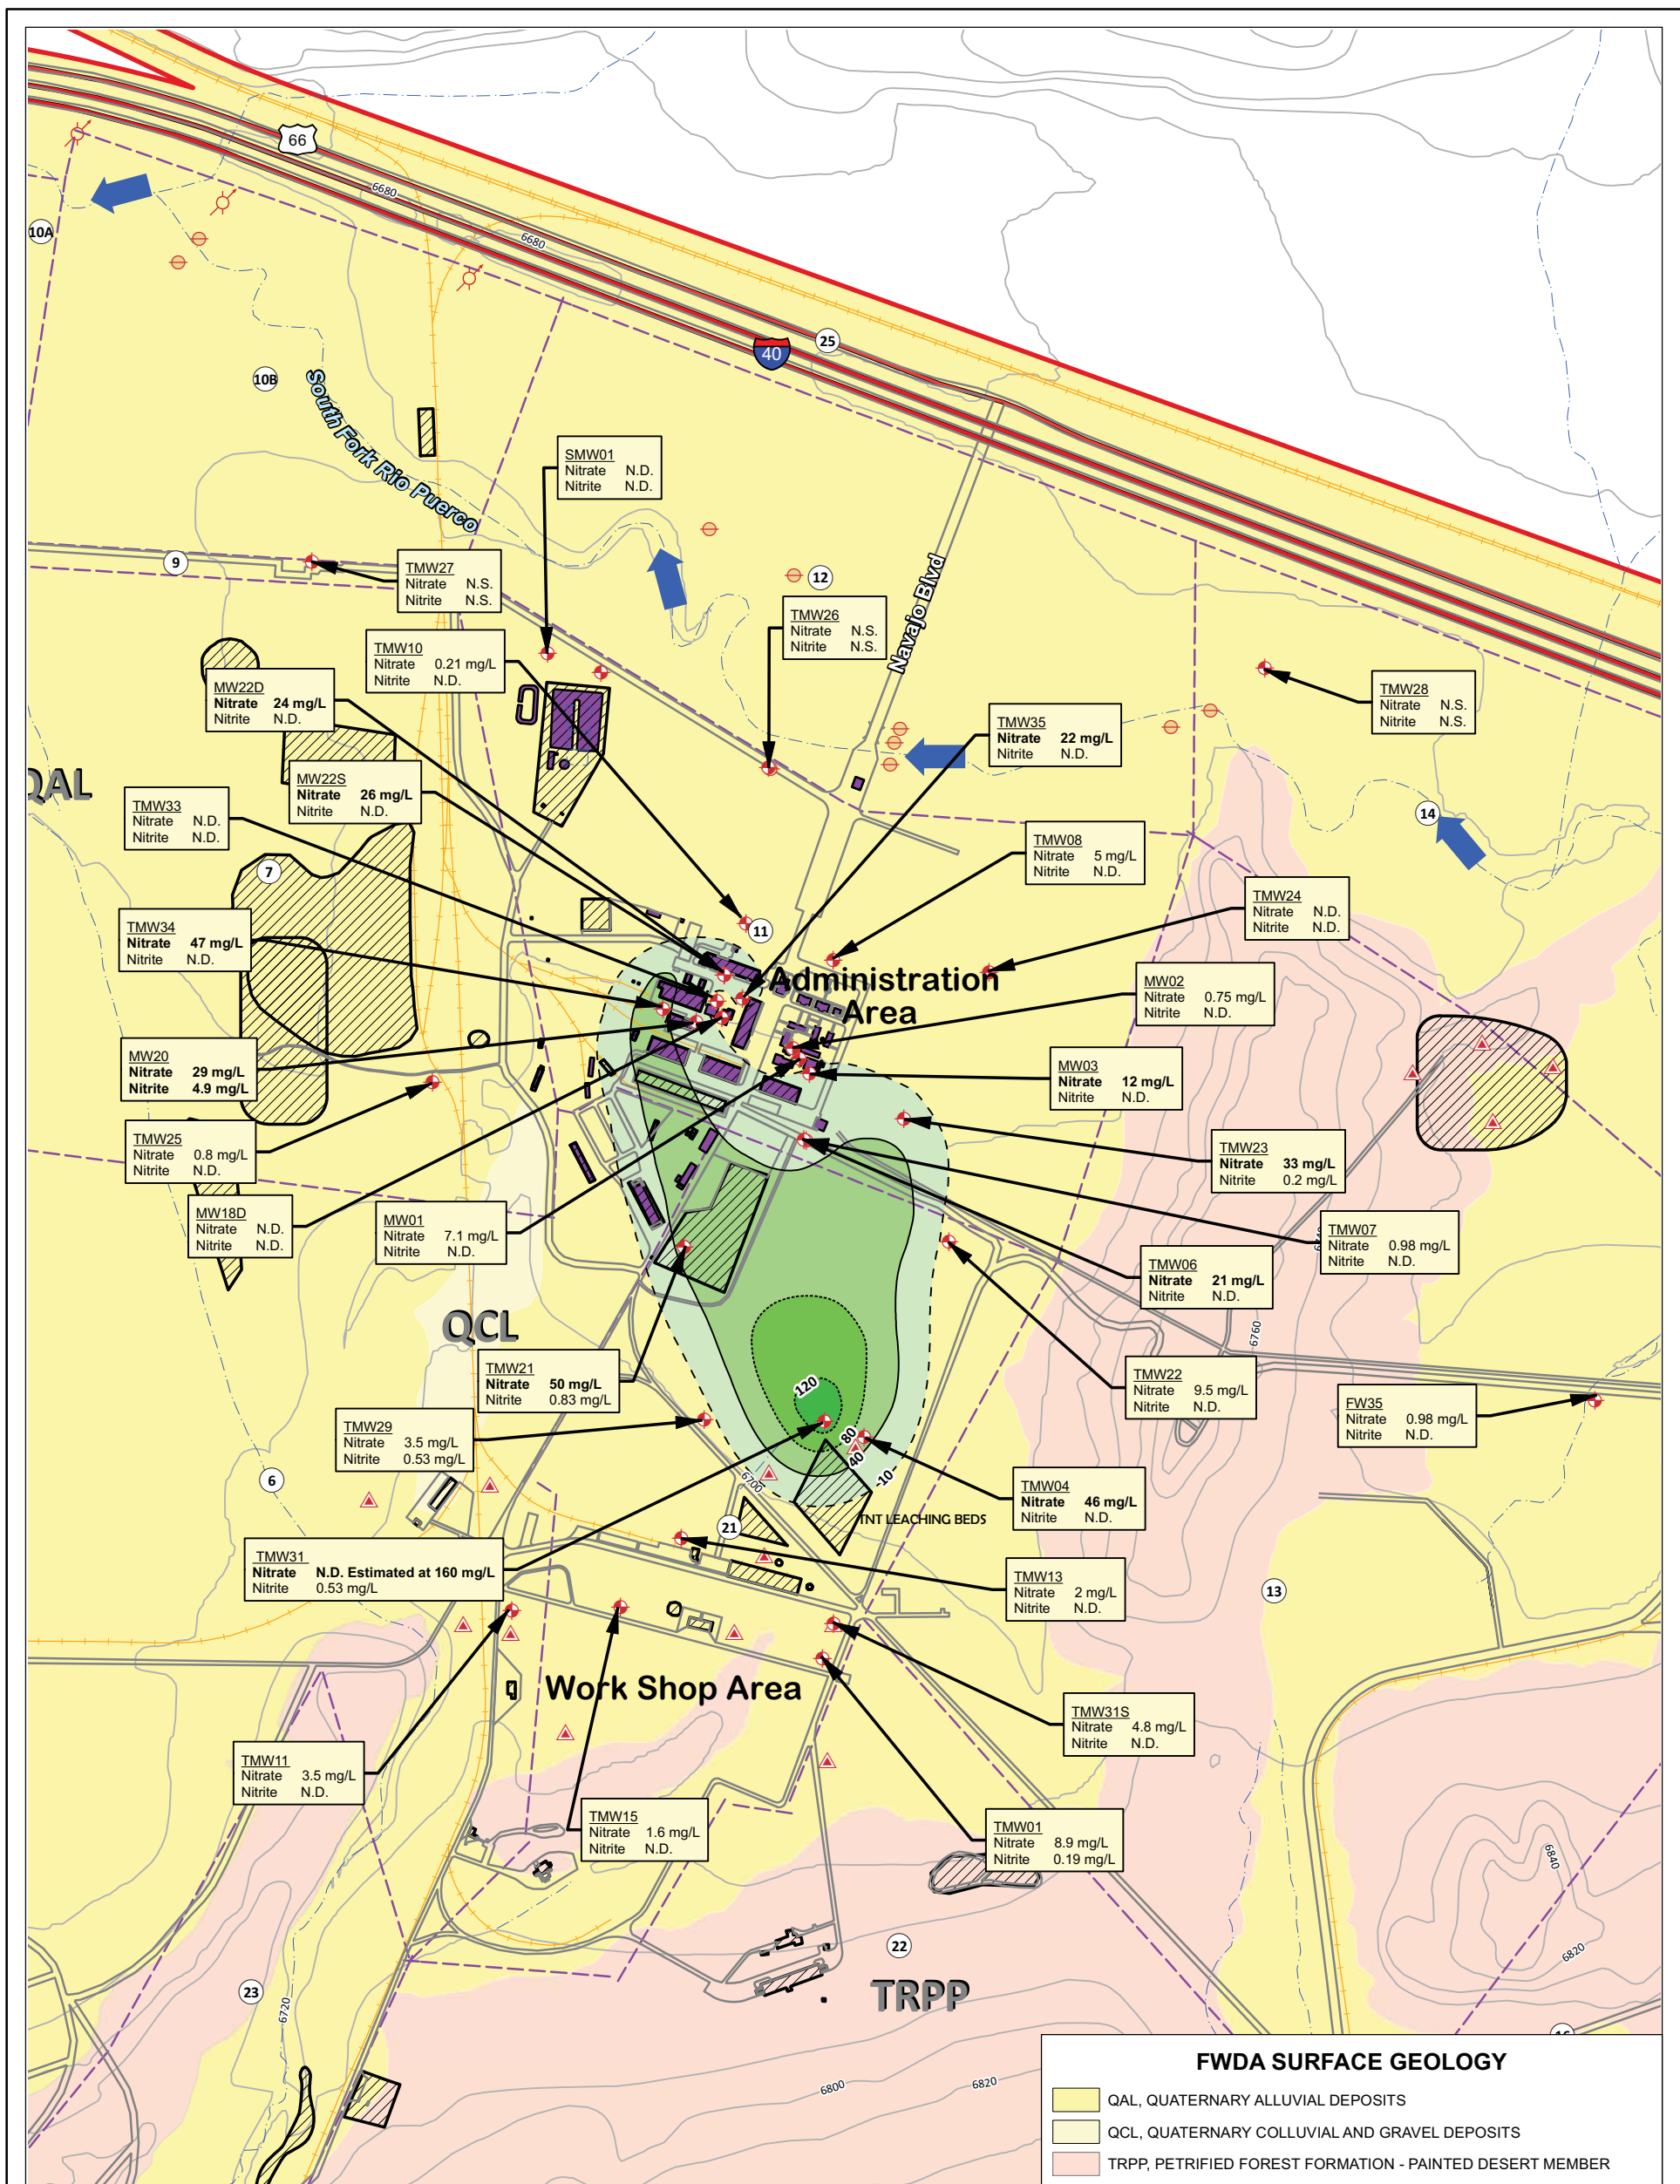 66
6680
10A
6680
25
40
10B
South Fork Rio Puerco
SMW01
Nitrate N.D.
Nitrite N.D.
9
TMW27
Nitrate N.S.
Nitrite N.S.
12
Navajo Blvd
TMW26
Nitrate N.S.
Nitrite N.S.
TMW10
Nitrate 0.21 mg/L
Nitrite N.D.
MW22D
Nitrate 24 mg/L
Nitrite N.D.
TMW28
Nitrate N.S.
Nitrite N.S.
TMW35
Nitrate 22 mg/L
Nitrite N.D.
QAL
MW22S
Nitrate 26 mg/L
Nitrite N.D.
TMW33
Nitrate N.D.
Nitrite N.D.
14
TMW08
Nitrate 5 mg/L
Nitrite N.D.
7
TMW24
Nitrate N.D.
Nitrite N.D.
TMW34
Nitrate 47 mg/L
Nitrite N.D.
11
Administration
Area
MW02
Nitrate 0.75 mg/L
Nitrite N.D.
MW20
Nitrate 29 mg/L
Nitrite 4.9 mg/L
MW03
Nitrate 12 mg/L
Nitrite N.D.
TMW25
Nitrate 0.8 mg/L
Nitrite N.D.
TMW23
Nitrate 33 mg/L
Nitrite 0.2 mg/L
MW18D
Nitrate N.D.
Nitrite N.D.
MW01
Nitrate 7.1 mg/L
Nitrite N.D.
TMW07
Nitrate 0.98 mg/L
Nitrite N.D.
TMW06
Nitrate 21 mg/L
Nitrite N.D.
QCL
6760
TMW21
Nitrate 50 mg/L
Nitrite 0.83 mg/L
TMW22
Nitrate 9.5 mg/L
Nitrite N.D.
FW35
Nitrate 0.98 mg/L
Nitrite N.D.
120
TMW29
Nitrate 3.5 mg/L
Nitrite 0.53 mg/L
80
40
10
6
6700
TMW04
Nitrate 46 mg/L
Nitrite N.D.
TNT LEACHING BEDS
21
TMW31
Nitrate N.D. Estimated at 160 mg/L
Nitrite 0.53 mg/L
TMW13
Nitrate 2 mg/L
Nitrite N.D.
13
Work Shop Area
TMW31S
Nitrate 4.8 mg/L
Nitrite N.D.
TMW11
Nitrate 3.5 mg/L
Nitrite N.D.
TMW15
Nitrate 1.6 mg/L
Nitrite N.D.
TMW01
Nitrate 8.9 mg/L
Nitrite 0.19 mg/L
6840
22
6820
23
TRPP
6720
6800
6820
FWDA SURFACE GEOLOGY
QAL, QUATERNARY ALLUVIAL DEPOSITS
QCL, QUATERNARY COLLUVIAL AND GRAVEL DEPOSITS
TRPP, PETRIFIED FOREST FORMATION - PAINTED DESERT MEMBER